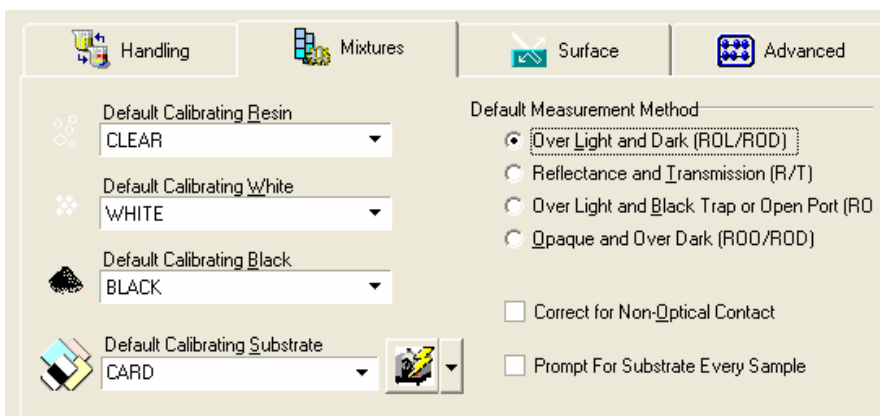 Handling
Mixtures
Surface
Advanced
Default Calibrating Resin
CLEAR
Default Calibrating White
WHITE
Default Calibrating Black
BLACK
Default Calibrating Substrate
CARD
Default Measurement Method
Over Light and Dark (ROL/ROD)
Reflectance and Transmission (R/T)
Over Light and Black Trap or Open Port (RO
Opaque and Over Dark (ROO/ROD)
Correct for Non-Optical Contact
Prompt For Substrate Every Sample